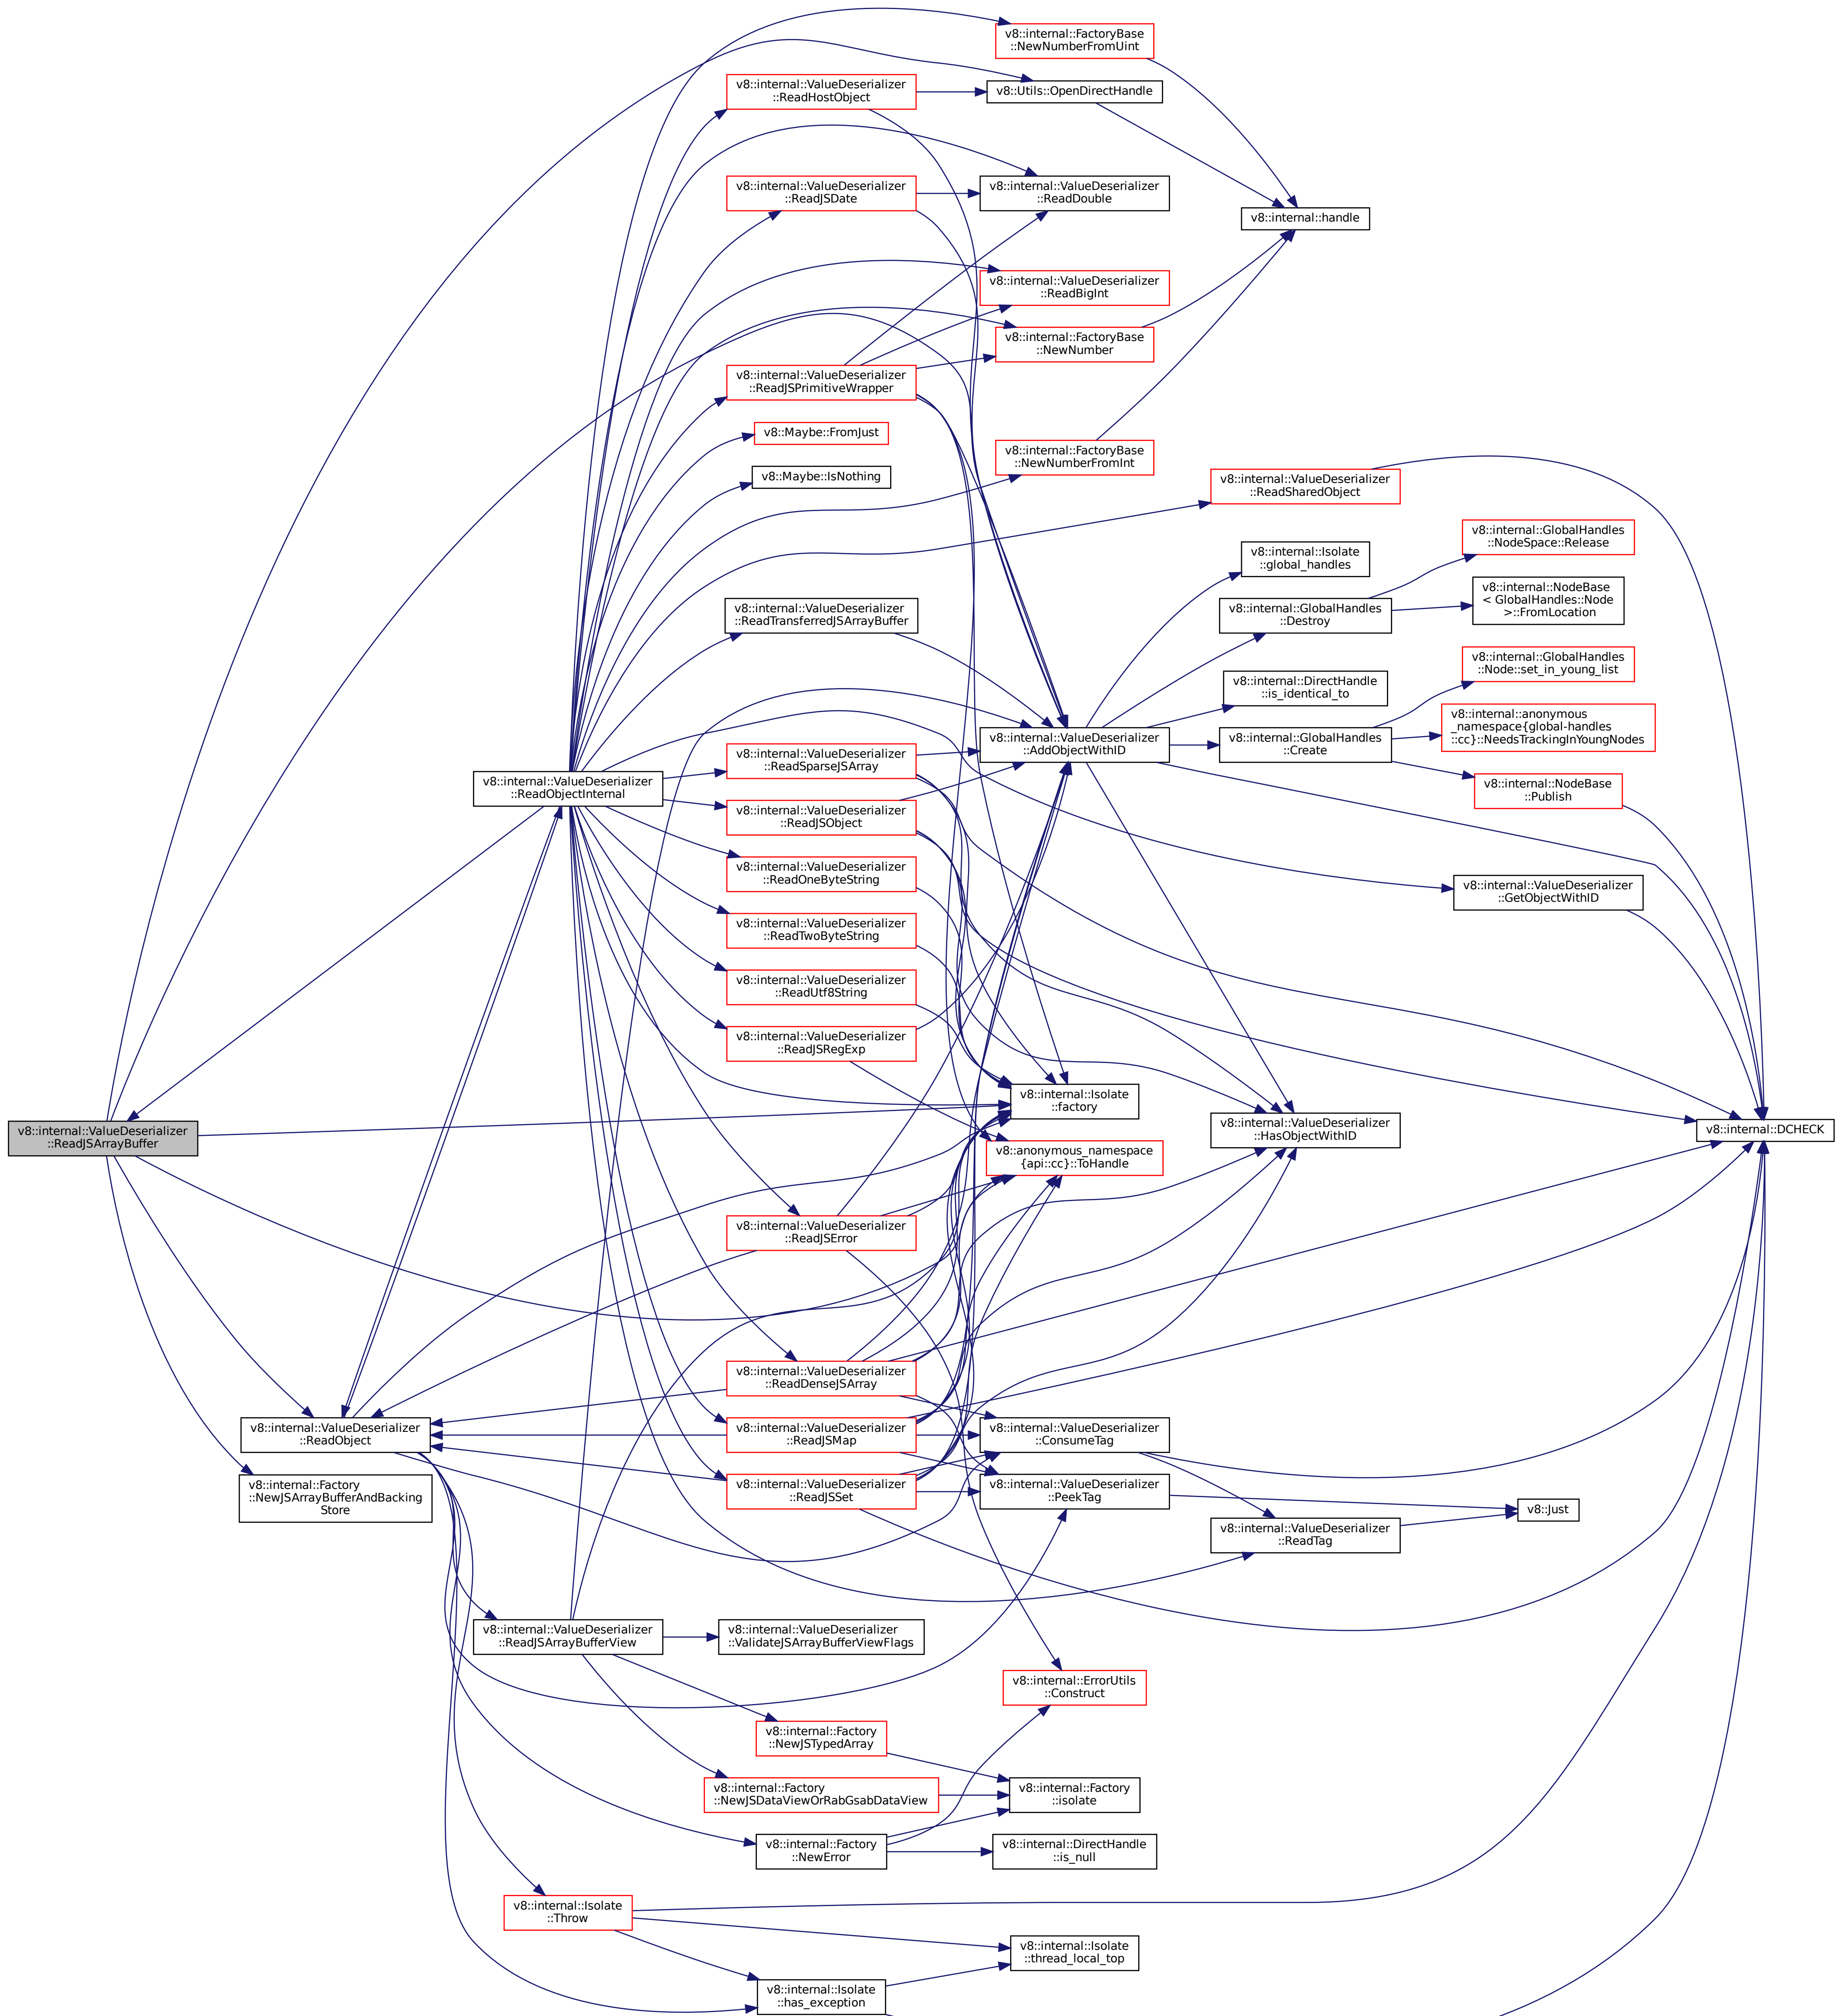 v8::internal::ValueDeserializer
::ReadJSArrayBuffer
v8::internal::ValueDeserializer
::ReadObject
v8::internal::Factory
::NewJSArrayBufferAndBacking
Store
v8::internal::ValueDeserializer
::ReadObjectInternal
v8::internal::ValueDeserializer
::ReadJSArrayBufferView
v8::internal::Isolate
::Throw
v8::internal::ValueDeserializer
::ReadHostObject
v8::internal::ValueDeserializer
::ReadJSDate
v8::internal::ValueDeserializer
::ReadJSPrimitiveWrapper
v8::Maybe::FromJust
v8::Maybe::IsNothing
v8::internal::ValueDeserializer
::ReadTransferredJSArrayBuffer
v8::internal::ValueDeserializer
::ReadSparseJSArray
v8::internal::ValueDeserializer
::ReadJSObject
v8::internal::ValueDeserializer
::ReadOneByteString
v8::internal::ValueDeserializer
::ReadTwoByteString
v8::internal::ValueDeserializer
::ReadUtf8String
v8::internal::ValueDeserializer
::ReadJSRegExp
v8::internal::ValueDeserializer
::ReadJSError
v8::internal::ValueDeserializer
::ReadDenseJSArray
v8::internal::ValueDeserializer
::ReadJSMap
v8::internal::ValueDeserializer
::ReadJSSet
v8::internal::ValueDeserializer
::ValidateJSArrayBufferViewFlags
v8::internal::Factory
::NewJSTypedArray
v8::internal::Factory
::NewJSDataViewOrRabGsabDataView
v8::internal::Factory
::NewError
v8::internal::Isolate
::has_exception
v8::internal::FactoryBase
::NewNumberFromUint
v8::Utils::OpenDirectHandle
v8::internal::ValueDeserializer
::ReadDouble
v8::internal::ValueDeserializer
::ReadBigInt
v8::internal::FactoryBase
::NewNumber
v8::internal::FactoryBase
::NewNumberFromInt
v8::internal::ValueDeserializer
::AddObjectWithID
v8::internal::Isolate
::factory
v8::anonymous_namespace
{api::cc}::ToHandle
v8::internal::ValueDeserializer
::ConsumeTag
v8::internal::ValueDeserializer
::PeekTag
v8::internal::ErrorUtils
::Construct
v8::internal::Factory
::isolate
v8::internal::DirectHandle
::is_null
v8::internal::Isolate
::thread_local_top
v8::internal::handle
v8::internal::ValueDeserializer
::ReadSharedObject
v8::internal::Isolate
::global_handles
v8::internal::GlobalHandles
::Destroy
v8::internal::DirectHandle
::is_identical_to
v8::internal::GlobalHandles
::Create
v8::internal::ValueDeserializer
::HasObjectWithID
v8::internal::ValueDeserializer
::ReadTag
v8::internal::GlobalHandles
::NodeSpace::Release
v8::internal::NodeBase
< GlobalHandles::Node
>::FromLocation
v8::internal::GlobalHandles
::Node::set_in_young_list
v8::internal::anonymous
_namespace{global-handles
::cc}::NeedsTrackingInYoungNodes
v8::internal::NodeBase
::Publish
v8::internal::ValueDeserializer
::GetObjectWithID
v8::Just
v8::internal::DCHECK